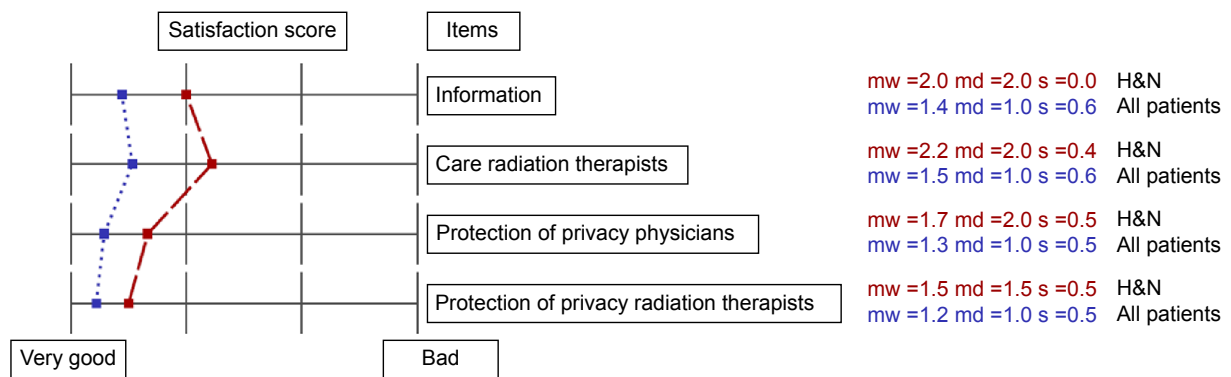 Satisfaction score
Items
Information
mw =2.0 md =2.0 s =0.0 H&N
mw =1.4 md =1.0 s =0.6 All patients
Care radiation therapists
mw =2.2 md =2.0 s =0.4 H&N
mw =1.5 md =1.0 s =0.6 All patients
Protection of privacy physicians
mw =1.7 md =2.0 s =0.5 H&N
mw =1.3 md =1.0 s =0.5 All patients
Protection of privacy radiation therapists
mw =1.5 md =1.5 s =0.5 H&N
mw =1.2 md =1.0 s =0.5 All patients
Very good
Bad